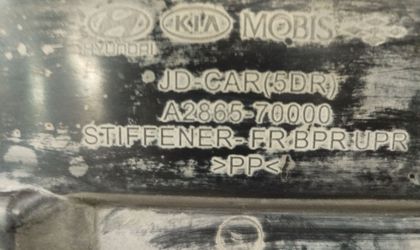 KIA MOBIS
HYUNDAI
JD-CAR(5DR)
A2865-70000
STIFFENER-FR BPR UPR
>PP<